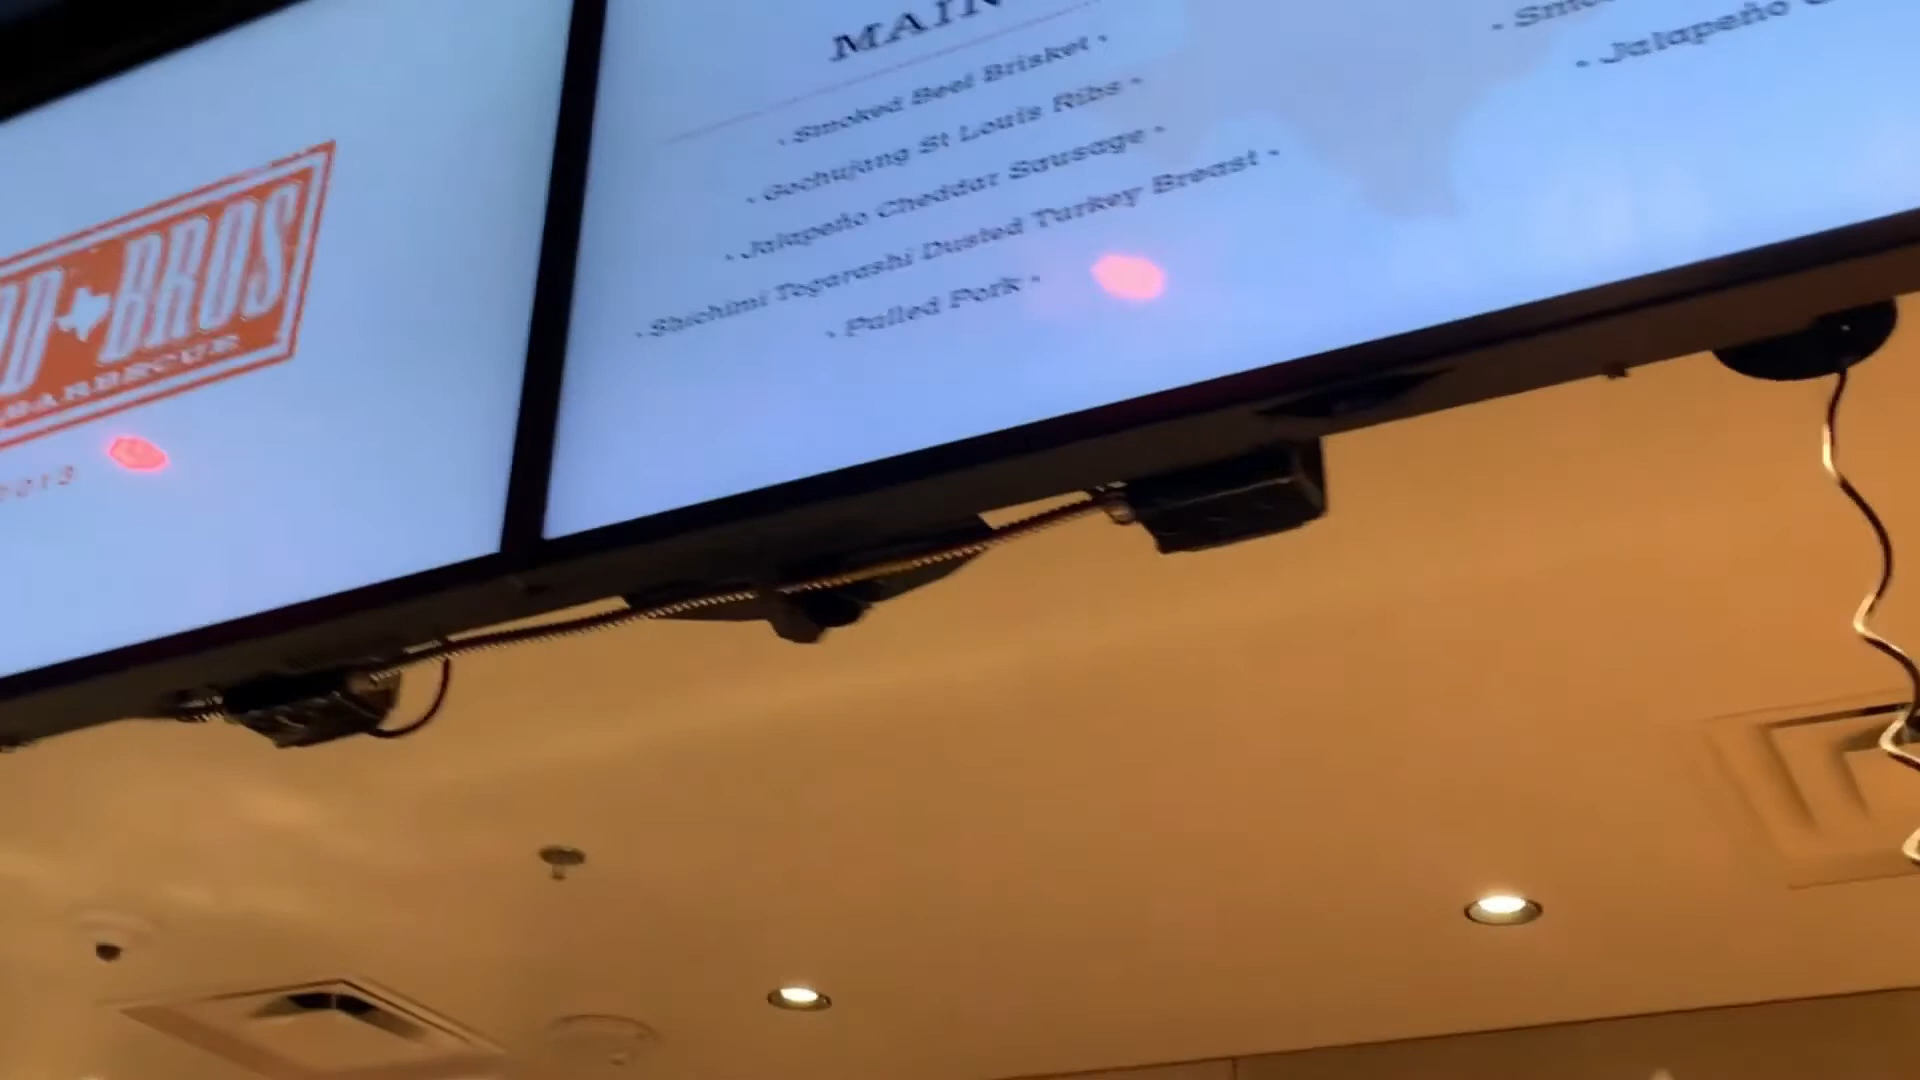 BROS
BARBECUE
2013
MAIN
• Smoked Beef Brisket •
• Gochujang St Louis Ribs •
• Jalapeño Cheddar Sausage •
• Shichimi Togarashi Dusted Turkey Breast •
• Pulled Pork •
• Jalapeño